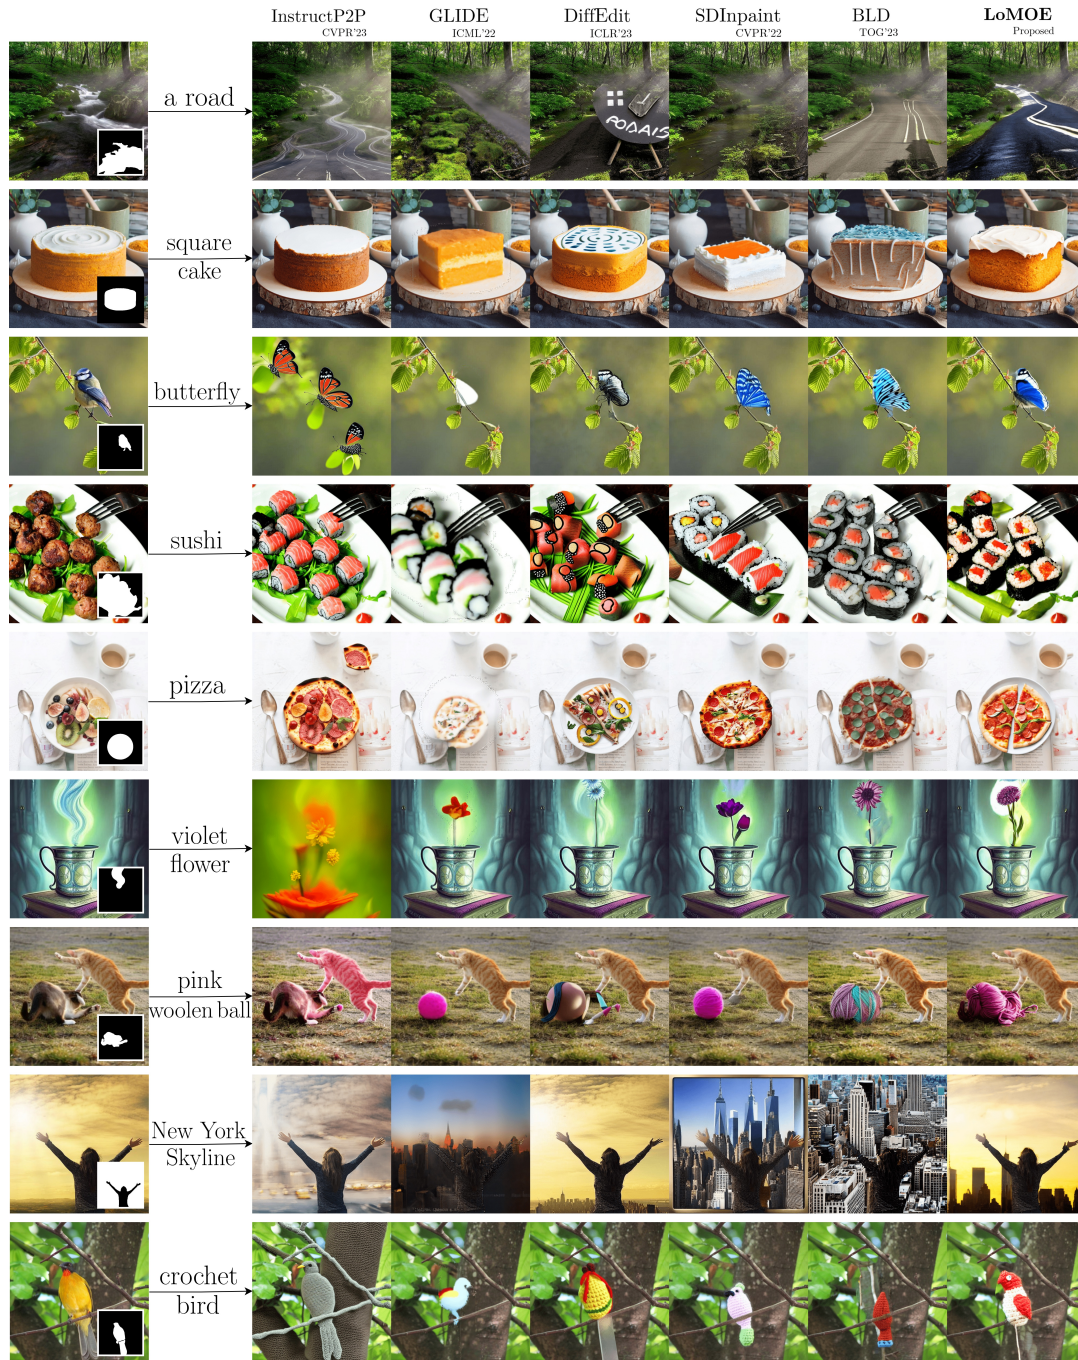 InstructP2P GLIDE DiffEdit SDInpaint BLD LoMOE
CVPR'23 ICML'22 ICLR'23 CVPR'22 TOG'23 Proposed
a road
PODAIS
square
cake
butterfly
sushi
pizza
violet
flower
pink
woolen ball
New York
Skyline
crochet
bird